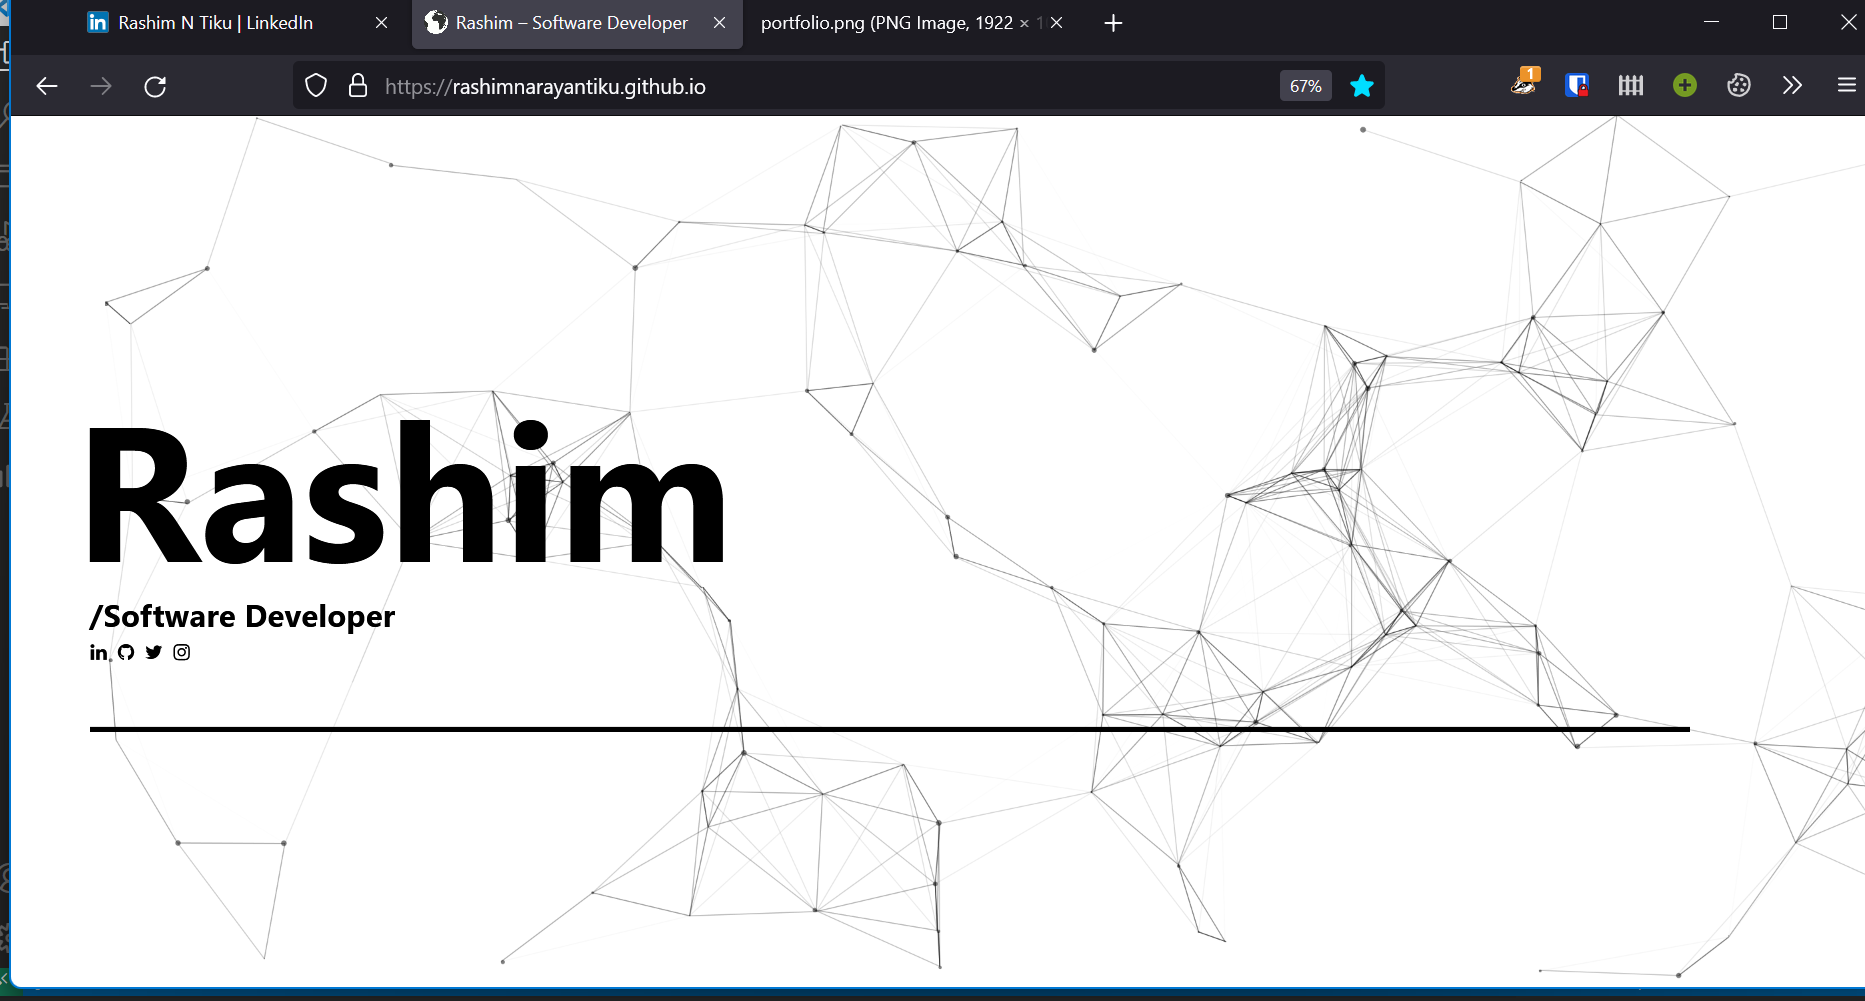 Rashim N Tiku | LinkedIn
Rashim – Software Developer
portfolio.png (PNG Image, 1922 ×
https://rashimnarayantiku.github.io
67%
1
Rashim
/Software Developer
in